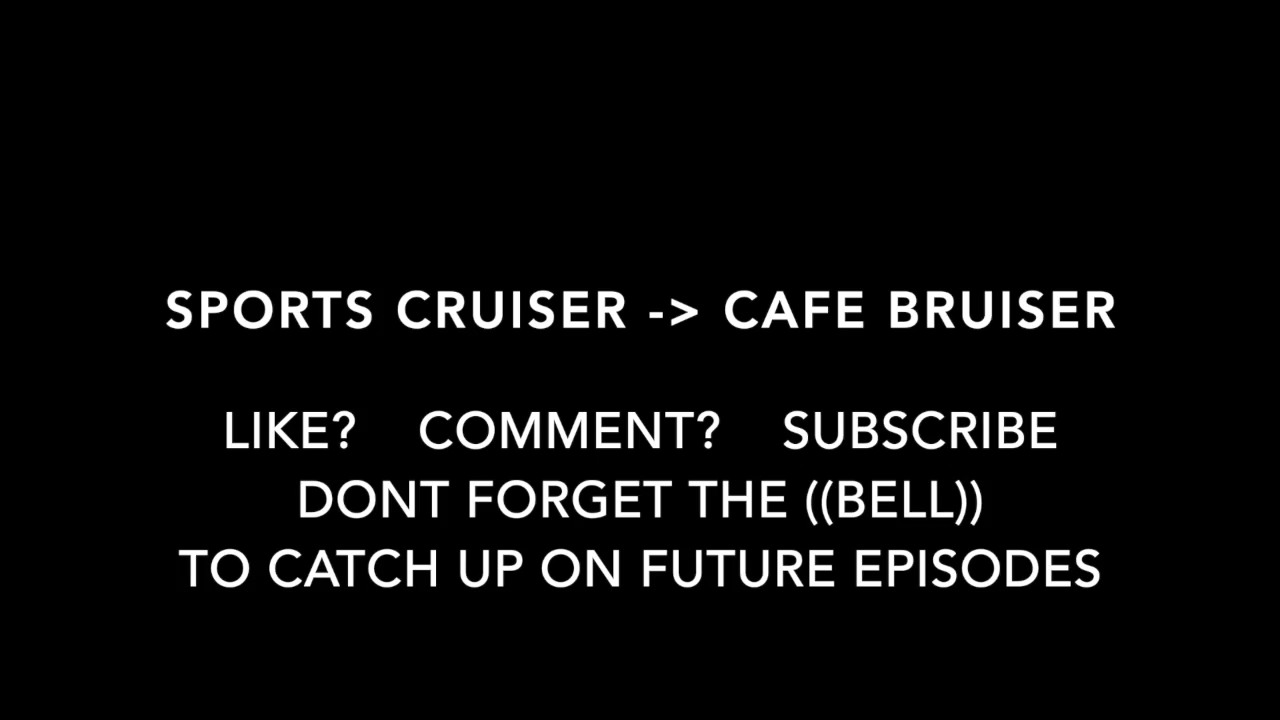 SPORTS CRUISER -> CAFE BRUISER
LIKE? COMMENT? SUBSCRIBE
DONT FORGET THE ((BELL))
TO CATCH UP ON FUTURE EPISODES